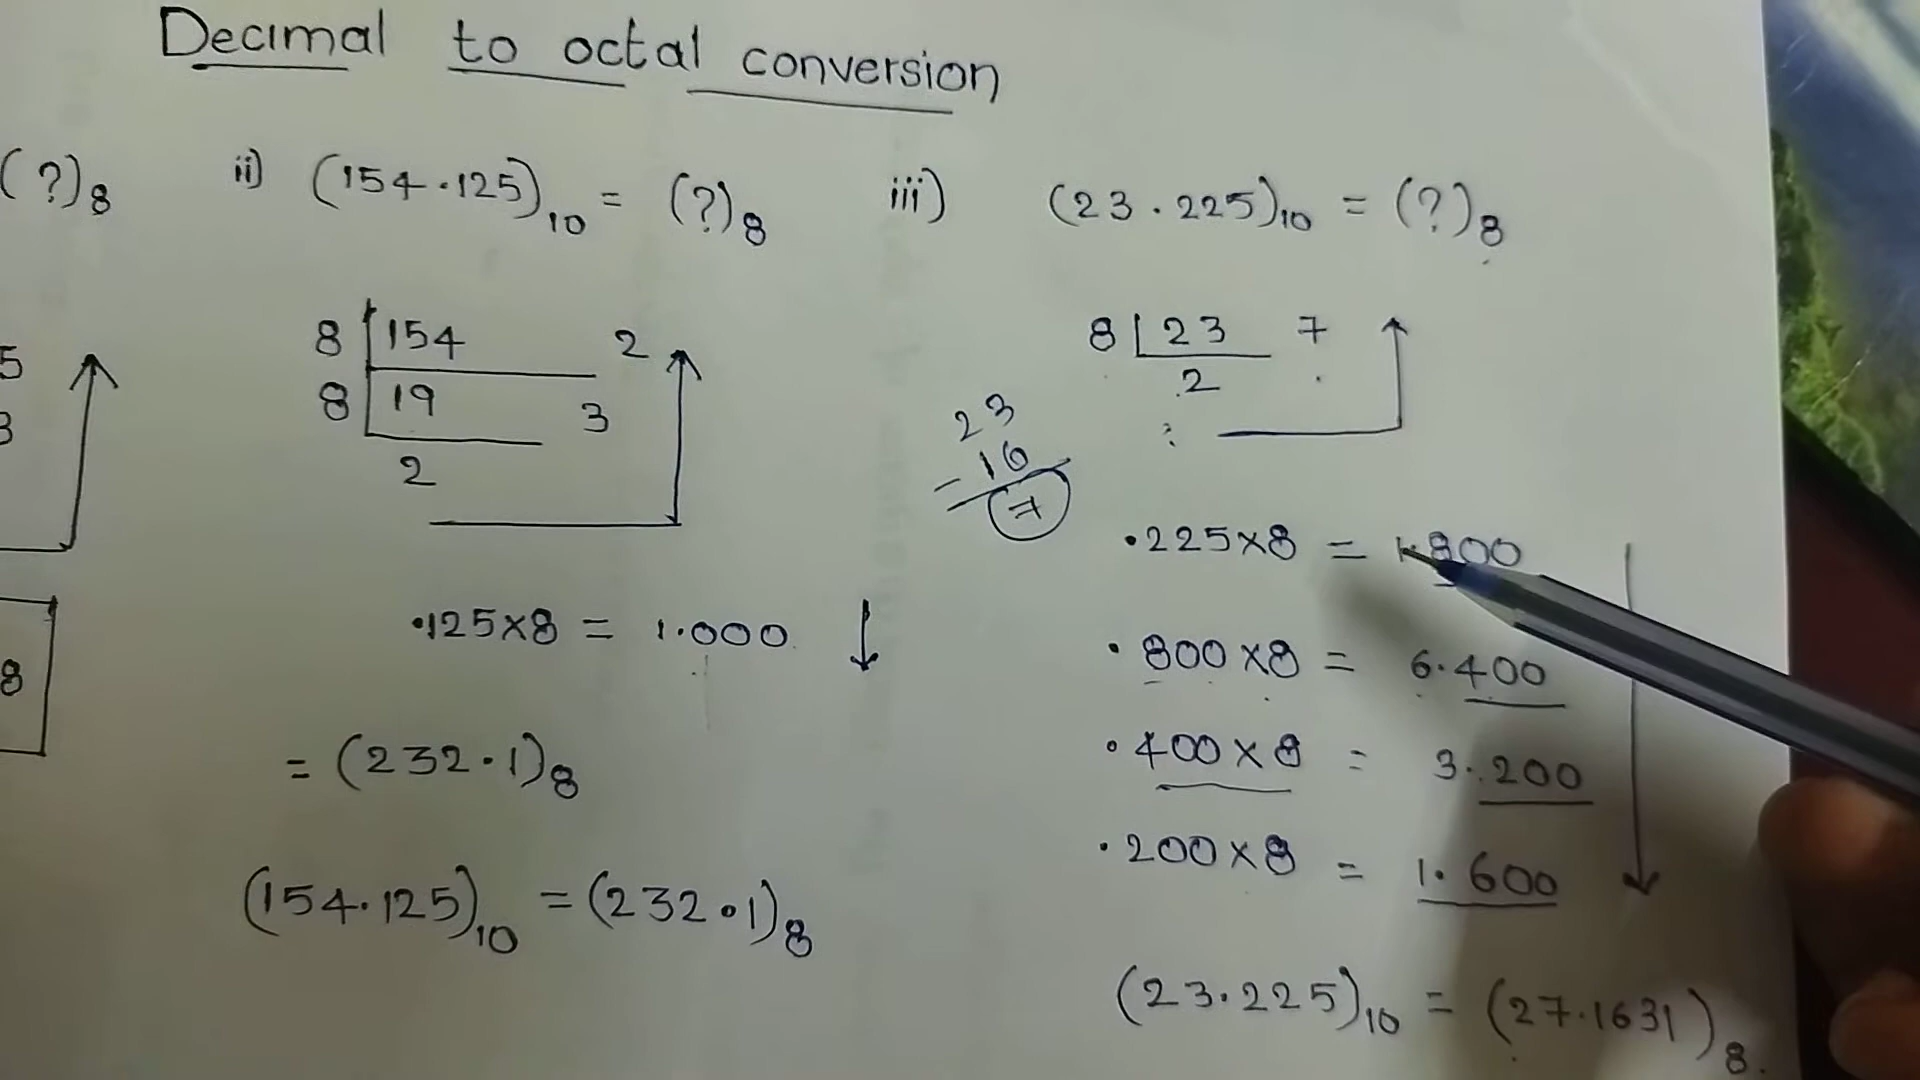 Decimal to octal conversion
(?)8
5
3
8
ii) (154.125)10 = (?)8
8 154 2
8 19 3
2
.125×8 = 1.000
= (232.1)8
(154.125)10 = (232.1)8
iii) (23.225)10 = (?)8
8 23 7
2
23
- 16
7
.225×8 = 1.800
.800×8 = 6.400
.400×8 = 3.200
.200×8 = 1.600
(23.225)10 = (27.1631)8.